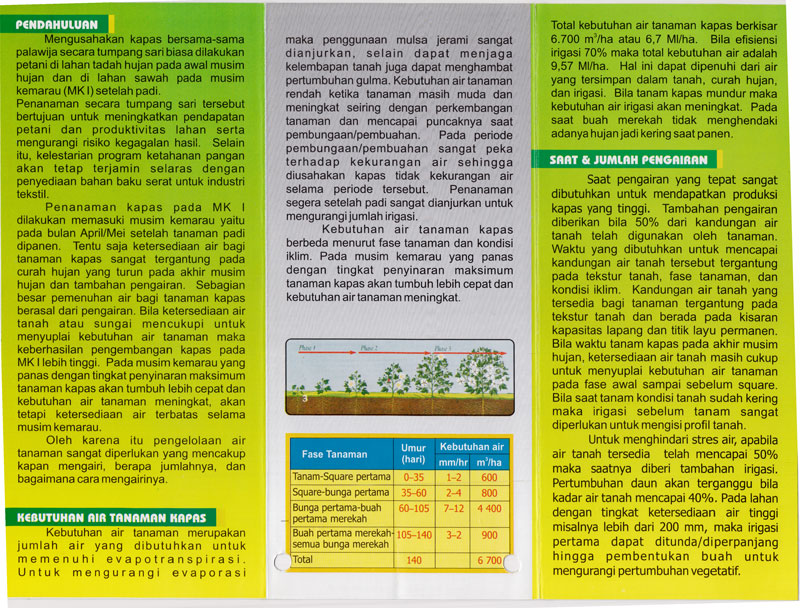 PENDAHULUAN
Mengusahakan kapas bersama-sama
palawija secara tumpang sari biasa dilakukan
petani di lahan tadah hujan pada awal musim
hujan dan di lahan sawah pada musim
kemarau (MK I) setelah padi.
Penanaman secara tumpang sari tersebut
bertujuan untuk meningkatkan pendapatan
petani dan produktivitas lahan serta
mengurangi risiko kegagalan hasil. Selain
itu, kelestarian program ketahanan pangan
akan tetap terjamin selaras dengan
penyediaan bahan baku serat untuk industri
tekstil.
Penanaman kapas pada MK I
dilakukan memasuki musim kemarau yaitu
pada bulan April/Mei setelah tanaman padi
dipanen. Tentu saja ketersediaan air bagi
tanaman kapas sangat tergantung pada
curah hujan yang turun pada akhir musim
hujan dan tambahan pengairan. Sebagian
besar pemenuhan air bagi tanaman kapas
berasal dari pengairan. Bila ketersediaan air
tanah atau sungai mencukupi untuk
menyuplai kebutuhan air tanaman maka
keberhasilan pengembangan kapas pada
MK I lebih tinggi. Pada musim kemarau yang
panas dengan tingkat penyinaran maksimum
tanaman kapas akan tumbuh lebih cepat dan
kebutuhan air tanaman meningkat, akan
tetapi ketersediaan air terbatas selama
musim kemarau.
Oleh karena itu pengelolaan air
tanaman sangat diperlukan yang mencakup
kapan mengairi, berapa jumlahnya, dan
bagaimana cara mengairinya.
KEBUTUHAN AIR TANAMAN KAPAS
Kebutuhan air tanaman merupakan
jumlah air yang dibutuhkan untuk
memenuhi evapotranspirasi.
Untuk mengurangi evaporasi
maka penggunaan mulsa jerami sangat
dianjurkan, selain dapat menjaga
kelembapan tanah juga dapat menghambat
pertumbuhan gulma. Kebutuhan air tanaman
rendah ketika tanaman masih muda dan
meningkat seiring dengan perkembangan
tanaman dan mencapai puncaknya saat
pembungaan/pembuahan. Pada periode
pembungaan/pembuahan sangat peka
terhadap kekurangan air sehingga
diusahakan kapas tidak kekurangan air
selama periode tersebut. Penanaman
segera setelah padi sangat dianjurkan untuk
mengurangi jumlah irigasi.
Kebutuhan air tanaman kapas
berbeda menurut fase tanaman dan kondisi
iklim. Pada musim kemarau yang panas
dengan tingkat penyinaran maksimum
tanaman kapas akan tumbuh lebih cepat dan
kebutuhan air tanaman meningkat.
Phase 1 Phase 2 Phase 3
3
Fase Tanaman Umur (hari) Kebutuhan air
mm/hr m³/ha
Tanam-Square pertama 0–35 1–2 600
Square-bunga pertama 35–60 2–4 800
Bunga pertama-buah pertama merekah 60–105 7–12 4 400
Buah pertama merekah-semua bunga merekah 105–140 3–2 900
Total 140 6 700
Total kebutuhan air tanaman kapas berkisar
6.700 m³/ha atau 6,7 Ml/ha. Bila efisiensi
irigasi 70% maka total kebutuhan air adalah
9,57 Ml/ha. Hal ini dapat dipenuhi dari air
yang tersimpan dalam tanah, curah hujan,
dan irigasi. Bila tanam kapas mundur maka
kebutuhan air irigasi akan meningkat. Pada
saat buah merekah tidak menghendaki
adanya hujan jadi kering saat panen.
SAAT & JUMLAH PENGAIRAN
Saat pengairan yang tepat sangat
dibutuhkan untuk mendapatkan produksi
kapas yang tinggi. Tambahan pengairan
diberikan bila 50% dari kandungan air
tanah telah digunakan oleh tanaman.
Waktu yang dibutuhkan untuk mencapai
kandungan air tanah tersebut tergantung
pada tekstur tanah, fase tanaman, dan
kondisi iklim. Kandungan air tanah yang
tersedia bagi tanaman tergantung pada
tekstur tanah dan berada pada kisaran
kapasitas lapang dan titik layu permanen.
Bila waktu tanam kapas pada akhir musim
hujan, ketersediaan air tanah masih cukup
untuk menyuplai kebutuhan air tanaman
pada fase awal sampai sebelum square.
Bila saat tanam kondisi tanah sudah kering
maka irigasi sebelum tanam sangat
diperlukan untuk mengisi profil tanah.
Untuk menghindari stres air, apabila
air tanah tersedia telah mencapai 50%
maka saatnya diberi tambahan irigasi.
Pertumbuhan daun akan terganggu bila
kadar air tanah mencapai 40%. Pada lahan
dengan tingkat ketersediaan air tinggi
misalnya lebih dari 200 mm, maka irigasi
pertama dapat ditunda/diperpanjang
hingga pembentukan buah untuk
mengurangi pertumbuhan vegetatif.